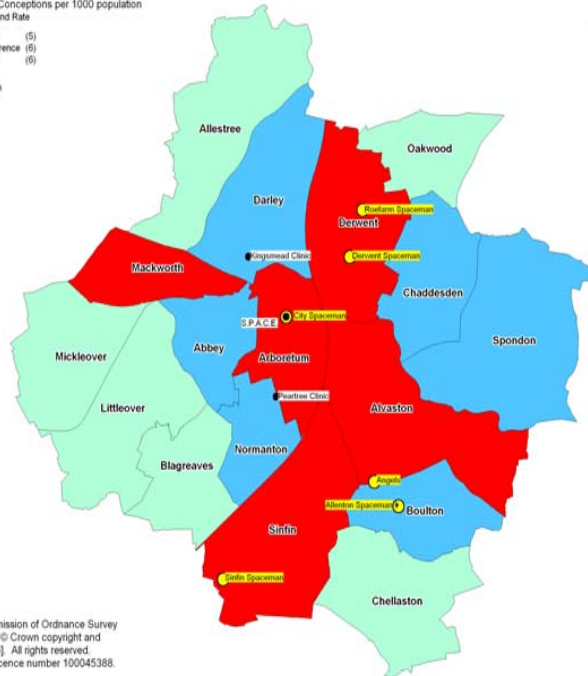 Conceptions per 1000 population
nd Rate
(5)
rence (6)
(6)
Allestree
Oakwood
Darley
Roefarm Spaceman
Derwent
Kingsmead Clinic
Derwent Spaceman
Mackworth
Chaddesden
S.P.A.C.E.
City Spaceman
Spondon
Abbey
Mickleover
Arboretum
Peartree Clinic
Littleover
Alvaston
Normanton
Blagreaves
Angels
Allenton Spaceman
Boulton
Sinfin
Sinfin Spaceman
Chellaston
mission of Ordnance Survey
© Crown copyright and
]. All rights reserved.
cence number 100045388.